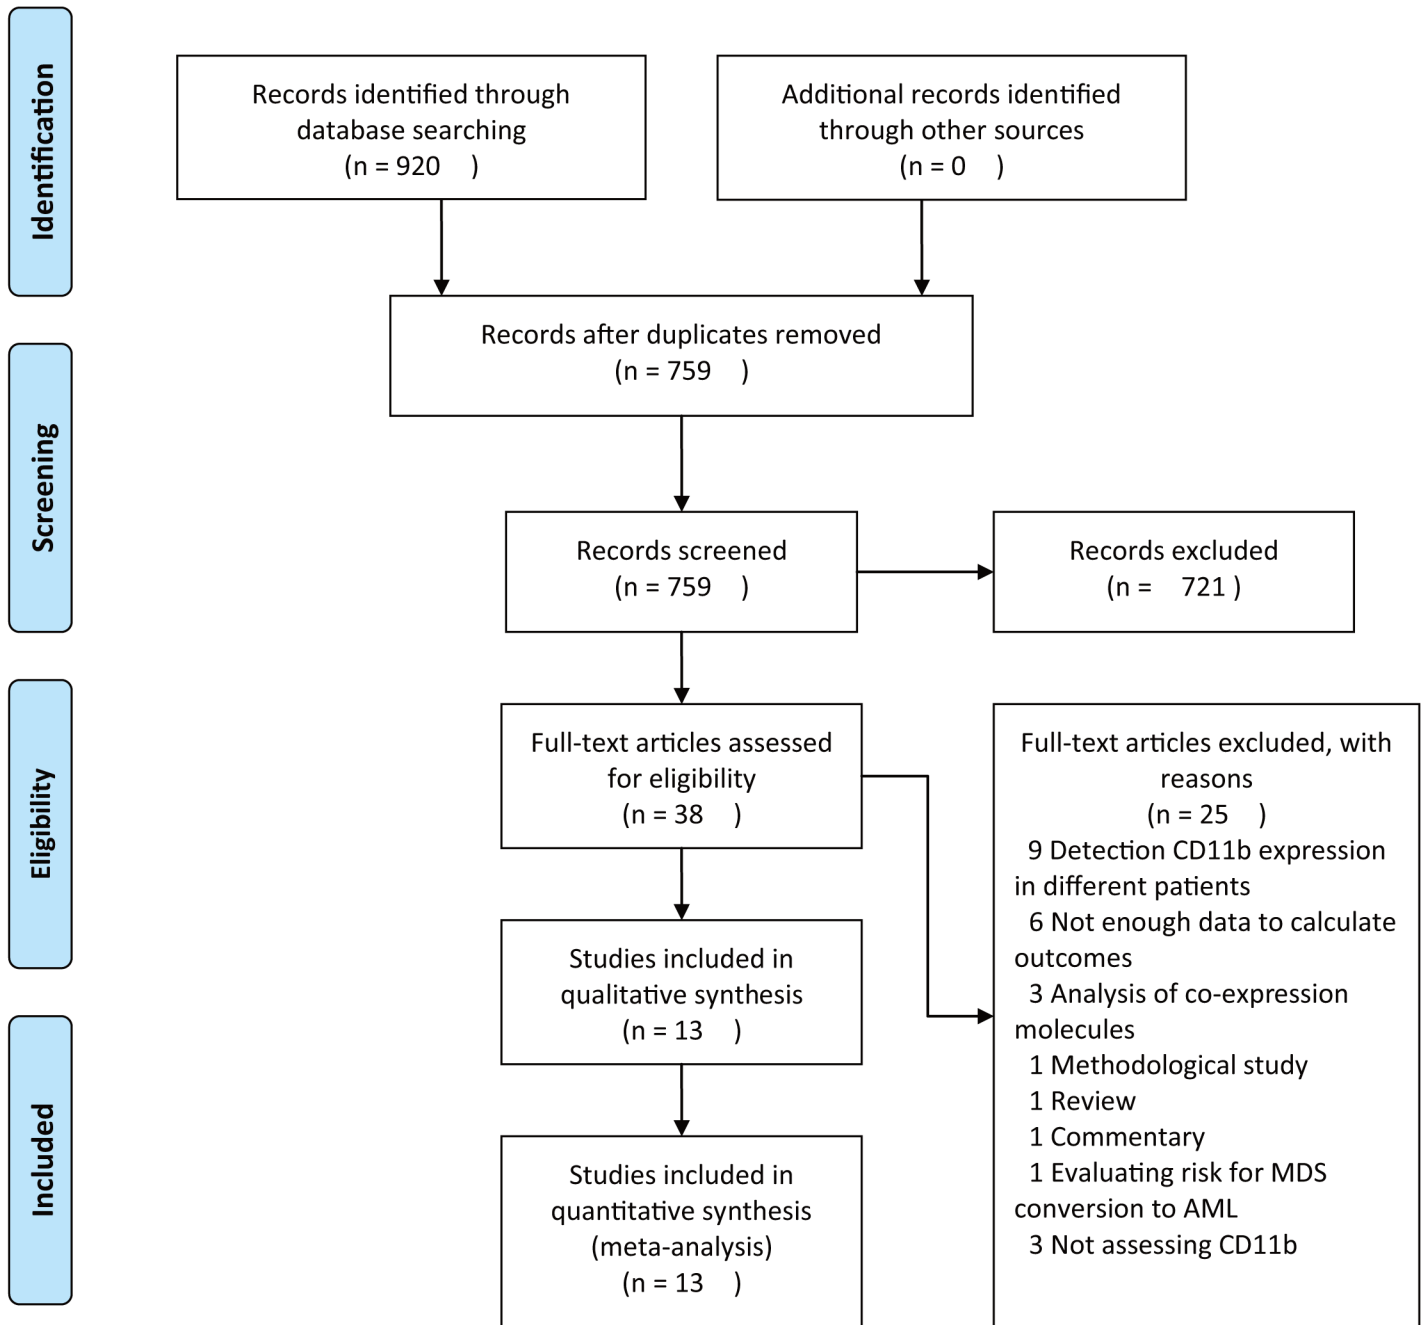 Identification
Records identified through
database searching
(n = 920 )
Additional records identified
through other sources
(n = 0 )
Records after duplicates removed
(n = 759 )
Screening
Records screened
(n = 759 )
Records excluded
(n = 721 )
Eligibility
Full-text articles assessed
for eligibility
(n = 38 )
Full-text articles excluded, with
reasons
(n = 25 )
9 Detection CD11b expression
in different patients
6 Not enough data to calculate
outcomes
3 Analysis of co-expression
molecules
1 Methodological study
1 Review
1 Commentary
1 Evaluating risk for MDS
conversion to AML
3 Not assessing CD11b
Studies included in
qualitative synthesis
(n = 13 )
Included
Studies included in
quantitative synthesis
(meta-analysis)
(n = 13 )